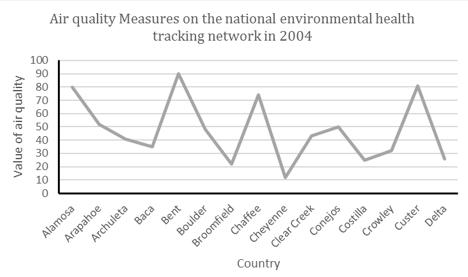 Air quality Measures on the national environmental health
tracking network in 2004
Value of air quality
100
90
80
70
60
50
40
30
20
10
0
Alamosa
Arapahoe
Archuleta
Baca
Bent
Boulder
Broomfield
Chaffee
Cheyenne
Clear Creek
Conejos
Costilla
Crowley
Custer
Delta
Country